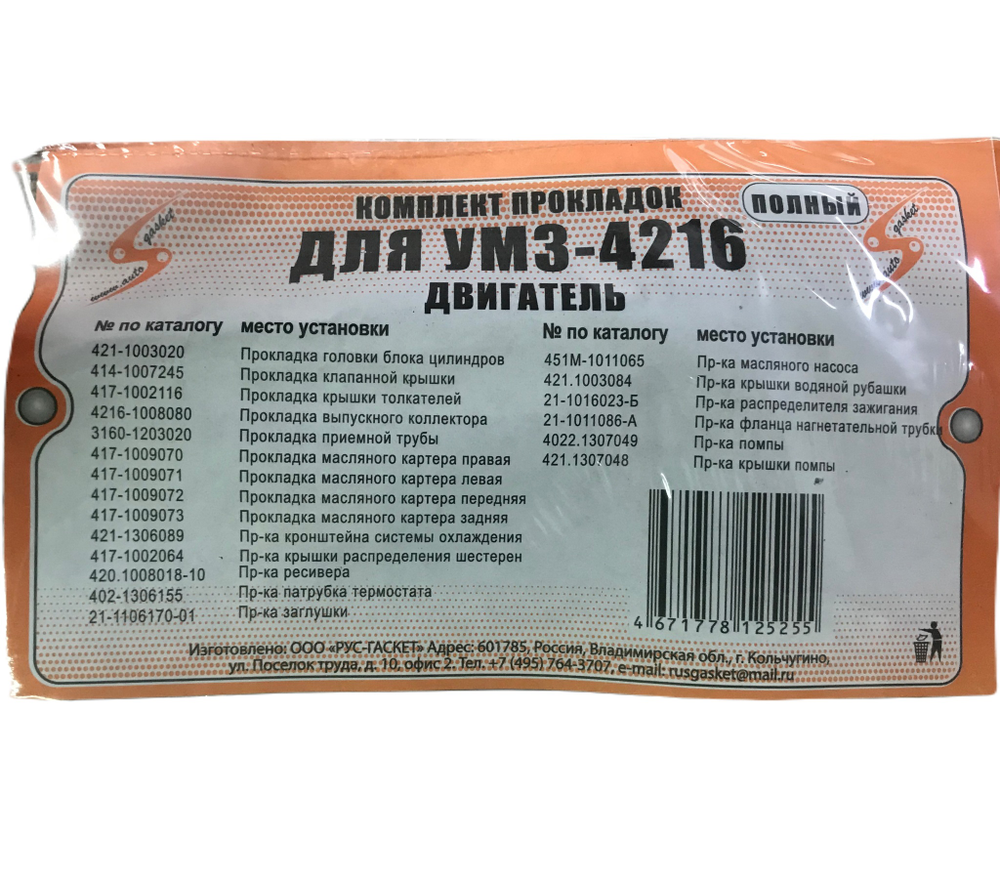 КОМПЛЕКТ ПРОКЛАДОК
ПОЛНЫЙ
ДЛЯ УМЗ-4216
ДВИГАТЕЛЬ
gasket
auto
gasket
auto
№ по каталогу место установки
421-1003020 Прокладка головки блока цилиндров
414-1007245 Прокладка клапанной крышки
417-1002116 Прокладка крышки толкателей
4216-1008080 Прокладка выпускного коллектора
3160-1203020 Прокладка приемной трубы
417-1009070 Прокладка масляного картера правая
417-1009071 Прокладка масляного картера левая
417-1009072 Прокладка масляного картера передняя
417-1009073 Прокладка масляного картера задняя
421-1306089 Пр-ка кронштейна системы охлаждения
417-1002064 Пр-ка крышки распределения шестерен
420.1008018-10 Пр-ка ресивера
402-1306155 Пр-ка патрубка термостата
21-1106170-01 Пр-ка заглушки
№ по каталогу место установки
451М-1011065 Пр-ка масляного насоса
421.1003084 Пр-ка крышки водяной рубашки
21-1016023-Б Пр-ка распределителя зажигания
21-1011086-А Пр-ка фланца нагнетательной трубки
4022.1307049 Пр-ка помпы
421.1307048 Пр-ка крышки помпы
4 671778 125255
Изготовлено: ООО «РУС-ГАСКЕТ» Адрес: 601785, Россия, Владимирская обл., г. Кольчугино,
ул. Поселок труда, д. 10, офис 2. Тел. +7 (495) 764-3707, e-mail: rusgasket@mail.ru